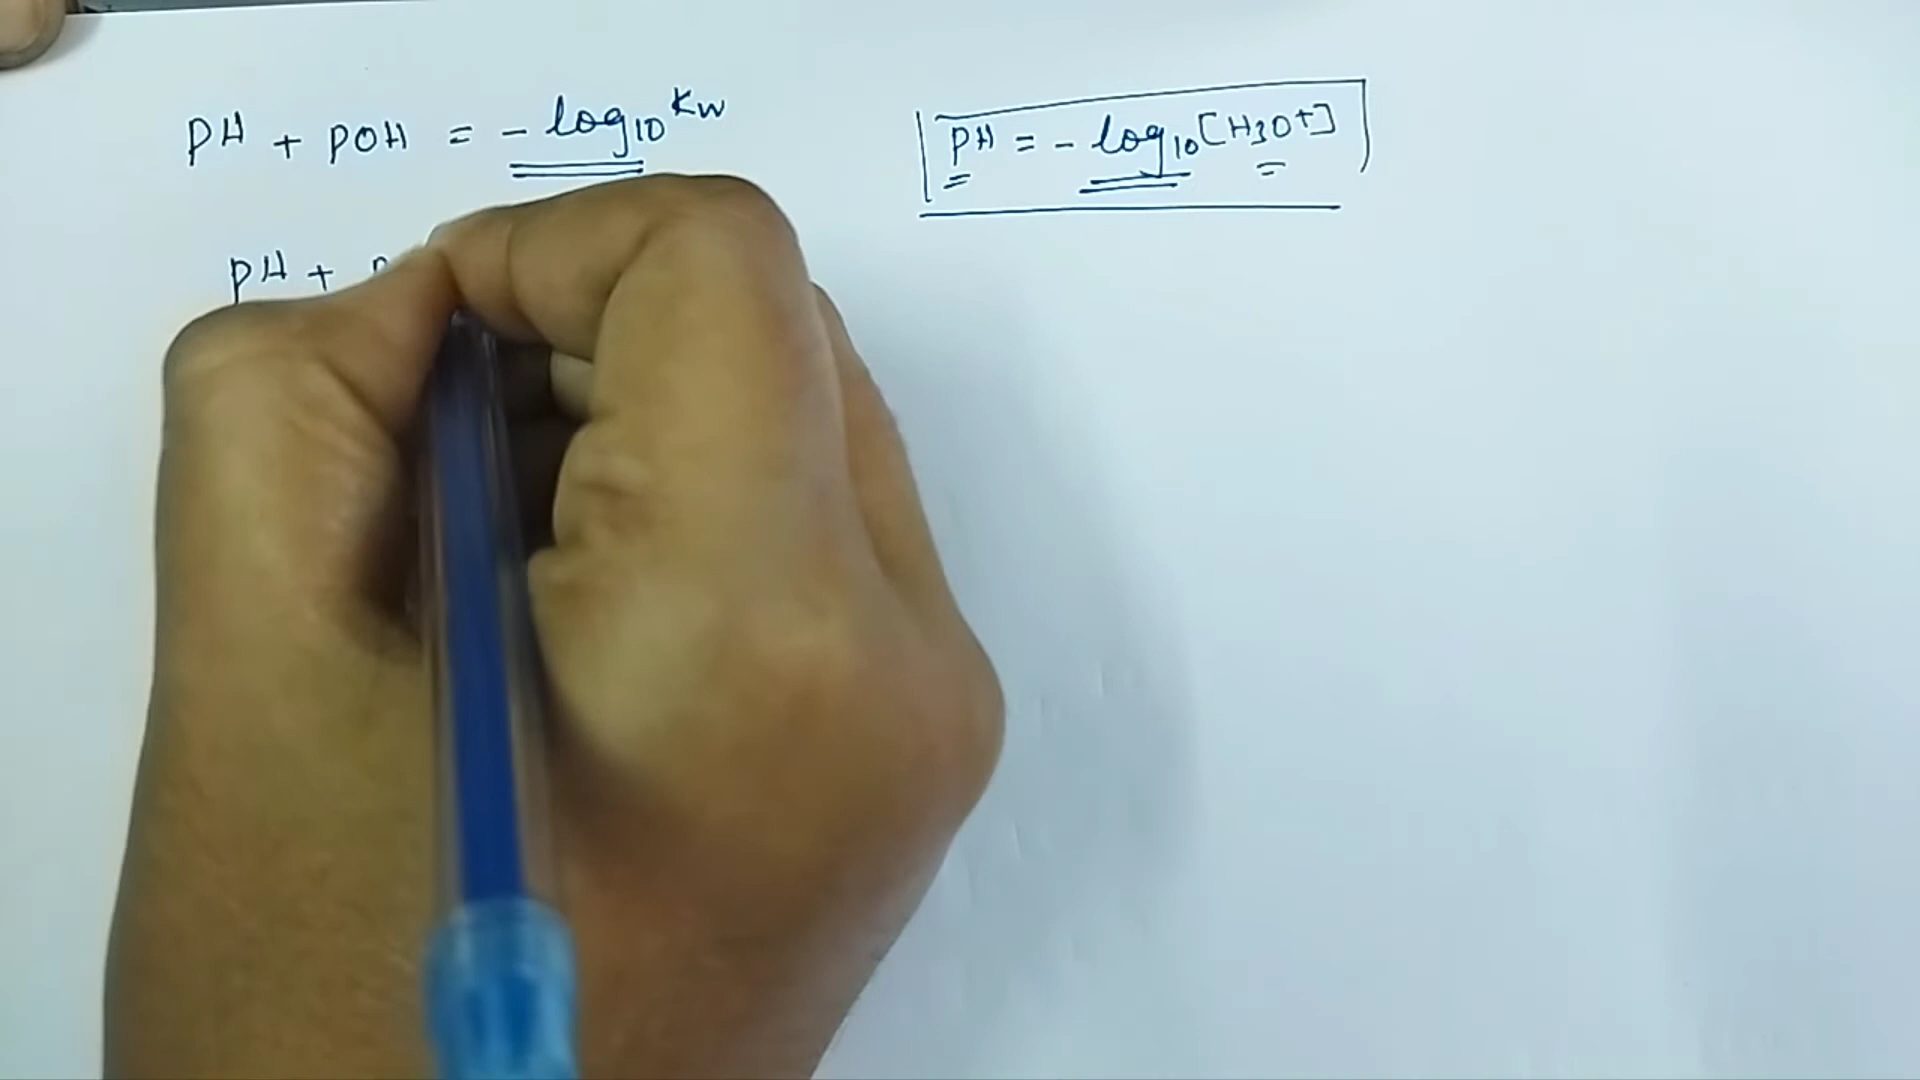 PH + POH = - log10 Kw
PH = - log10 [H3O+]
PH +